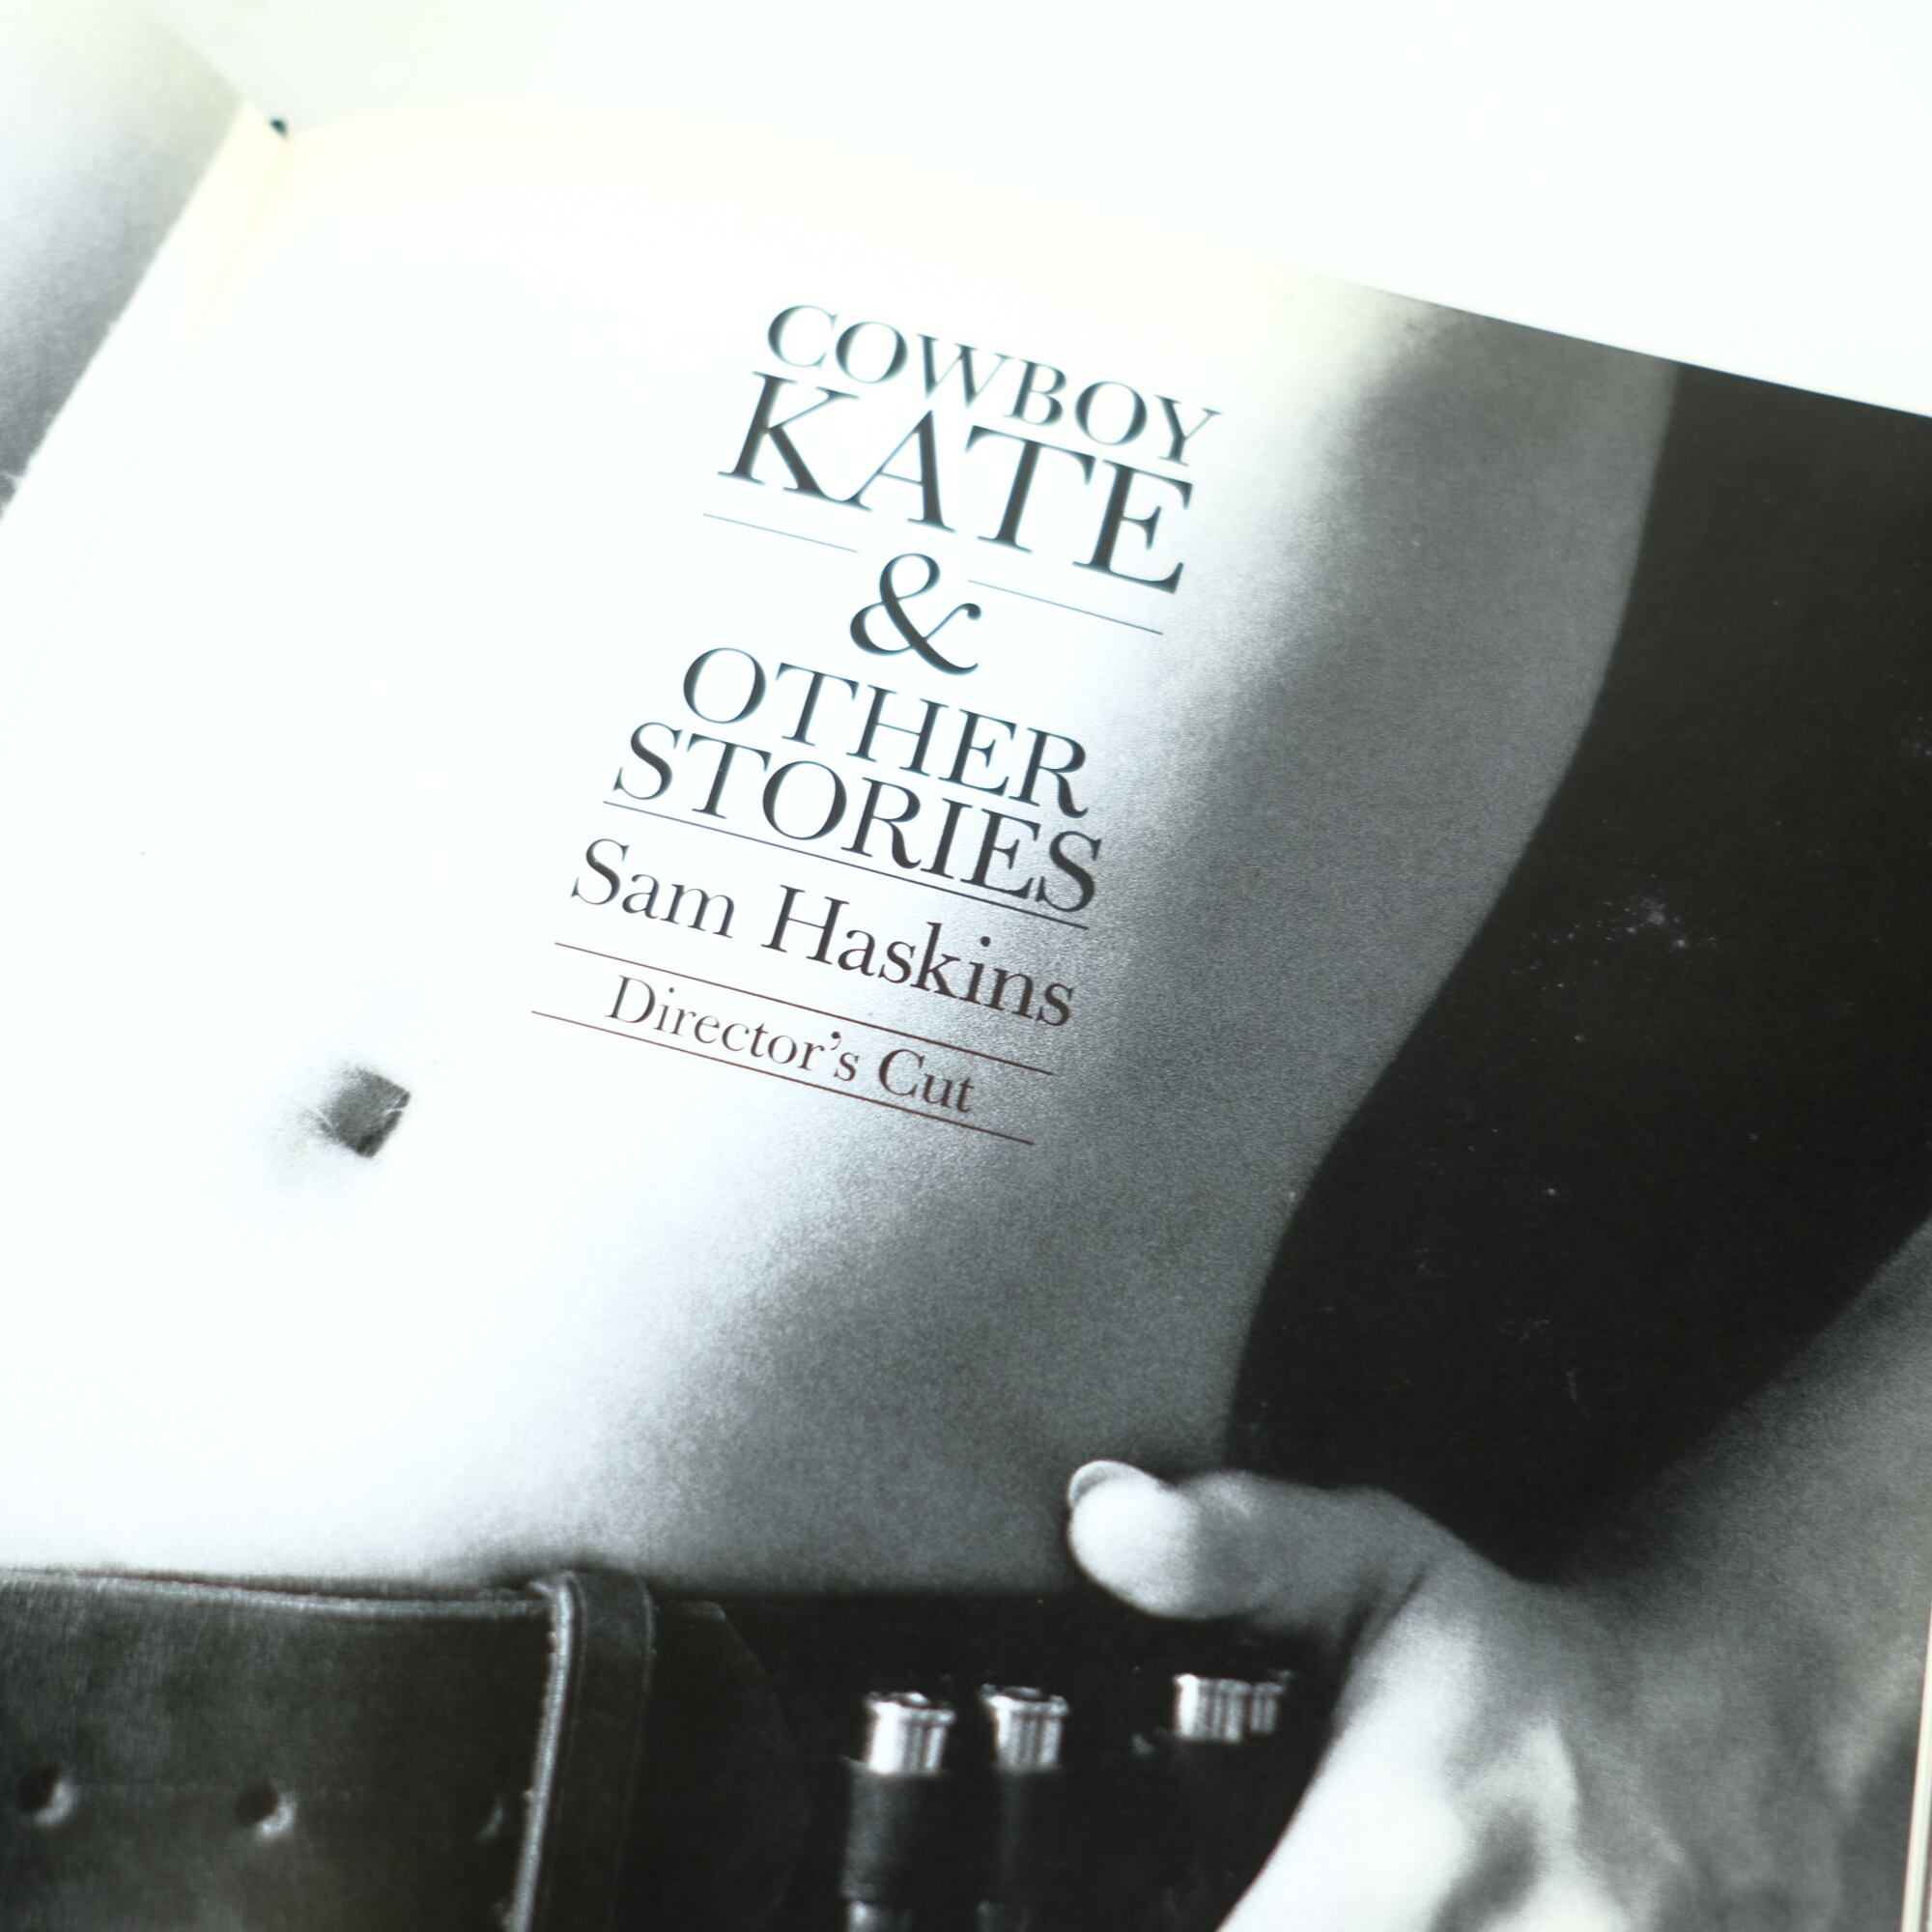 COWBOY
KATE
&
OTHER
STORIES
Sam Haskins
Director's Cut